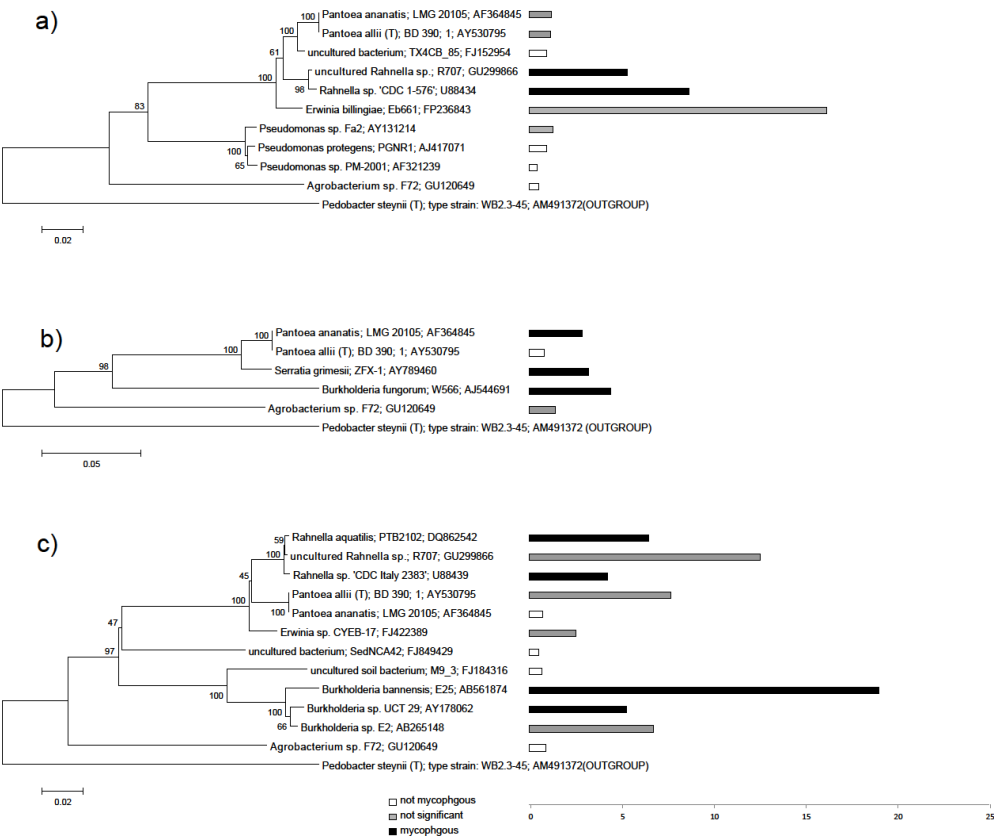 a)
Pantoea ananatis; LMG 20105; AF364845
100
Pantoea allii (T); BD 390; 1; AY530795
100
uncultured bacterium; TX4CB_85; FJ152954
61
uncultured Rahnella sp.; R707; GU299866
100
98
Rahnella sp. 'CDC 1-576'; U88434
Erwinia billingiae; Eb661; FP236843
83
Pseudomonas sp. Fa2; AY131214
Pseudomonas protegens; PGNR1; AJ417071
100
65
Pseudomonas sp. PM-2001; AF321239
Agrobacterium sp. F72; GU120649
Pedobacter steynii (T); type strain: WB2.3-45; AM491372(OUTGROUP)
0.02
b)
Pantoea ananatis; LMG 20105; AF364845
100
Pantoea allii (T); BD 390; 1; AY530795
100
Serratia grimesii; ZFX-1; AY789460
98
Burkholderia fungorum; W566; AJ544691
Agrobacterium sp. F72; GU120649
Pedobacter steynii (T); type strain: WB2.3-45; AM491372 (OUTGROUP)
0.05
c)
Rahnella aquatilis; PTB2102; DQ862542
59
100
uncultured Rahnella sp.; R707; GU299866
Rahnella sp. 'CDC Italy 2383'; U88439
45
Pantoea allii (T); BD 390; 1; AY530795
100
100
Pantoea ananatis; LMG 20105; AF364845
Erwinia sp. CYEB-17; FJ422389
47
uncultured bacterium; SedNCA42; FJ849429
97
uncultured soil bacterium; M9_3; FJ184316
Burkholderia bannensis; E25; AB561874
100
Burkholderia sp. UCT 29; AY178062
100
66
Burkholderia sp. E2; AB265148
Agrobacterium sp. F72; GU120649
Pedobacter steynii (T); type strain: WB2.3-45; AM491372(OUTGROUP)
0.02
not mycophgous
not significant
mycophgous
0 5 10 15 20 25